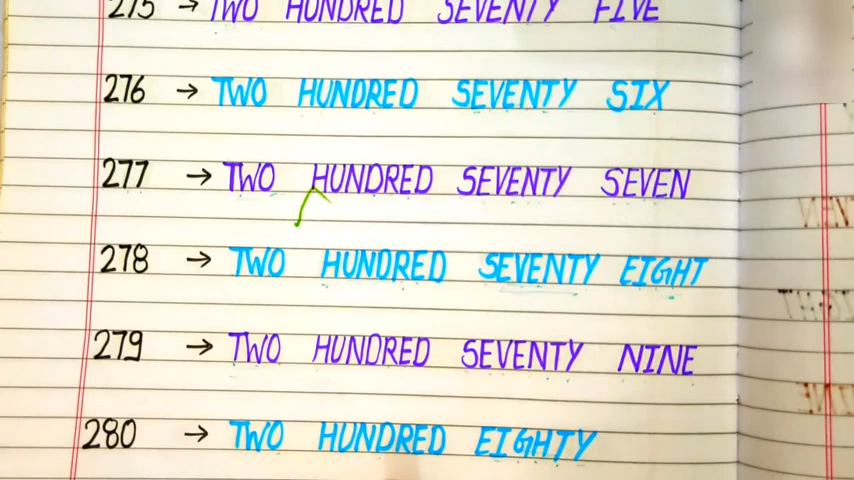 275 → TWO HUNDRED SEVENTY FIVE
276 → TWO HUNDRED SEVENTY SIX
277 → TWO HUNDRED SEVENTY SEVEN
278 → TWO HUNDRED SEVENTY EIGHT
279 → TWO HUNDRED SEVENTY NINE
280 → TWO HUNDRED EIGHTY